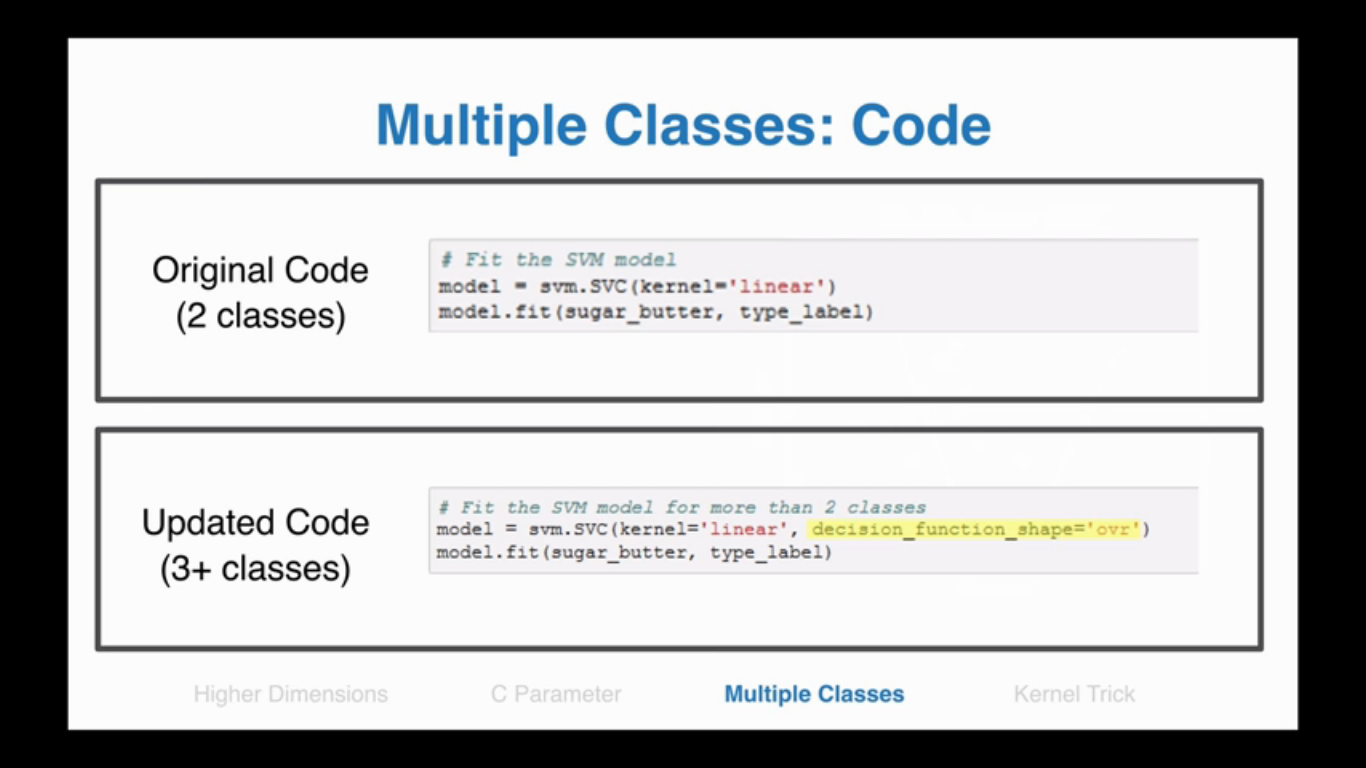 Multiple Classes: Code
Original Code
(2 classes)
# Fit the SVM model
model = svm.SVC(kernel='linear')
model.fit(sugar_butter, type_label)
Updated Code
(3+ classes)
# Fit the SVM model for more than 2 classes
model = svm.SVC(kernel='linear', decision_function_shape='ovr')
model.fit(sugar_butter, type_label)
Higher Dimensions C Parameter Multiple Classes Kernel Trick